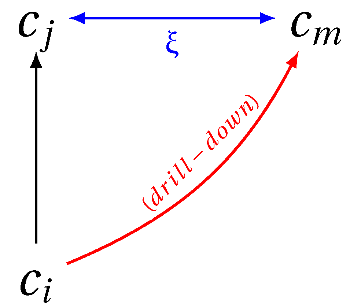 c_j c_m
ξ
(drill-down)
c_i